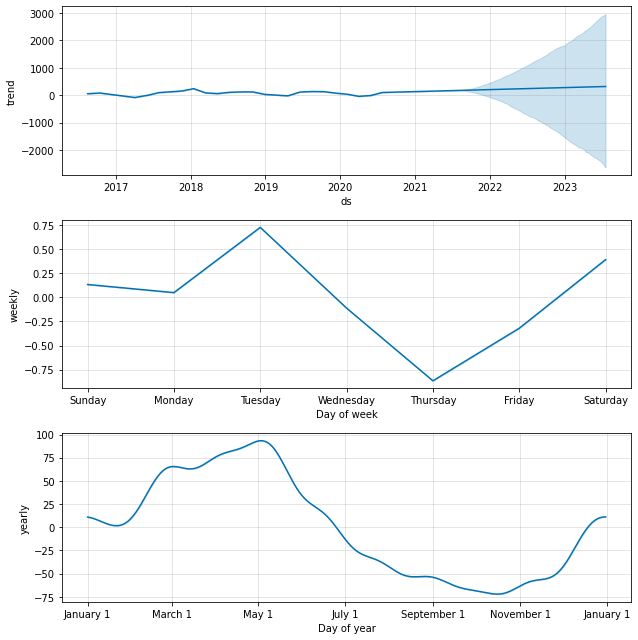 3000
2000
1000
0
−1000
−2000
trend
2017 2018 2019 2020 2021 2022 2023
ds
0.75
0.50
0.25
0.00
−0.25
−0.50
−0.75
weekly
Sunday Monday Tuesday Wednesday Thursday Friday Saturday
Day of week
100
75
50
25
0
−25
−50
−75
yearly
January 1 March 1 May 1 July 1 September 1 November 1 January 1
Day of year